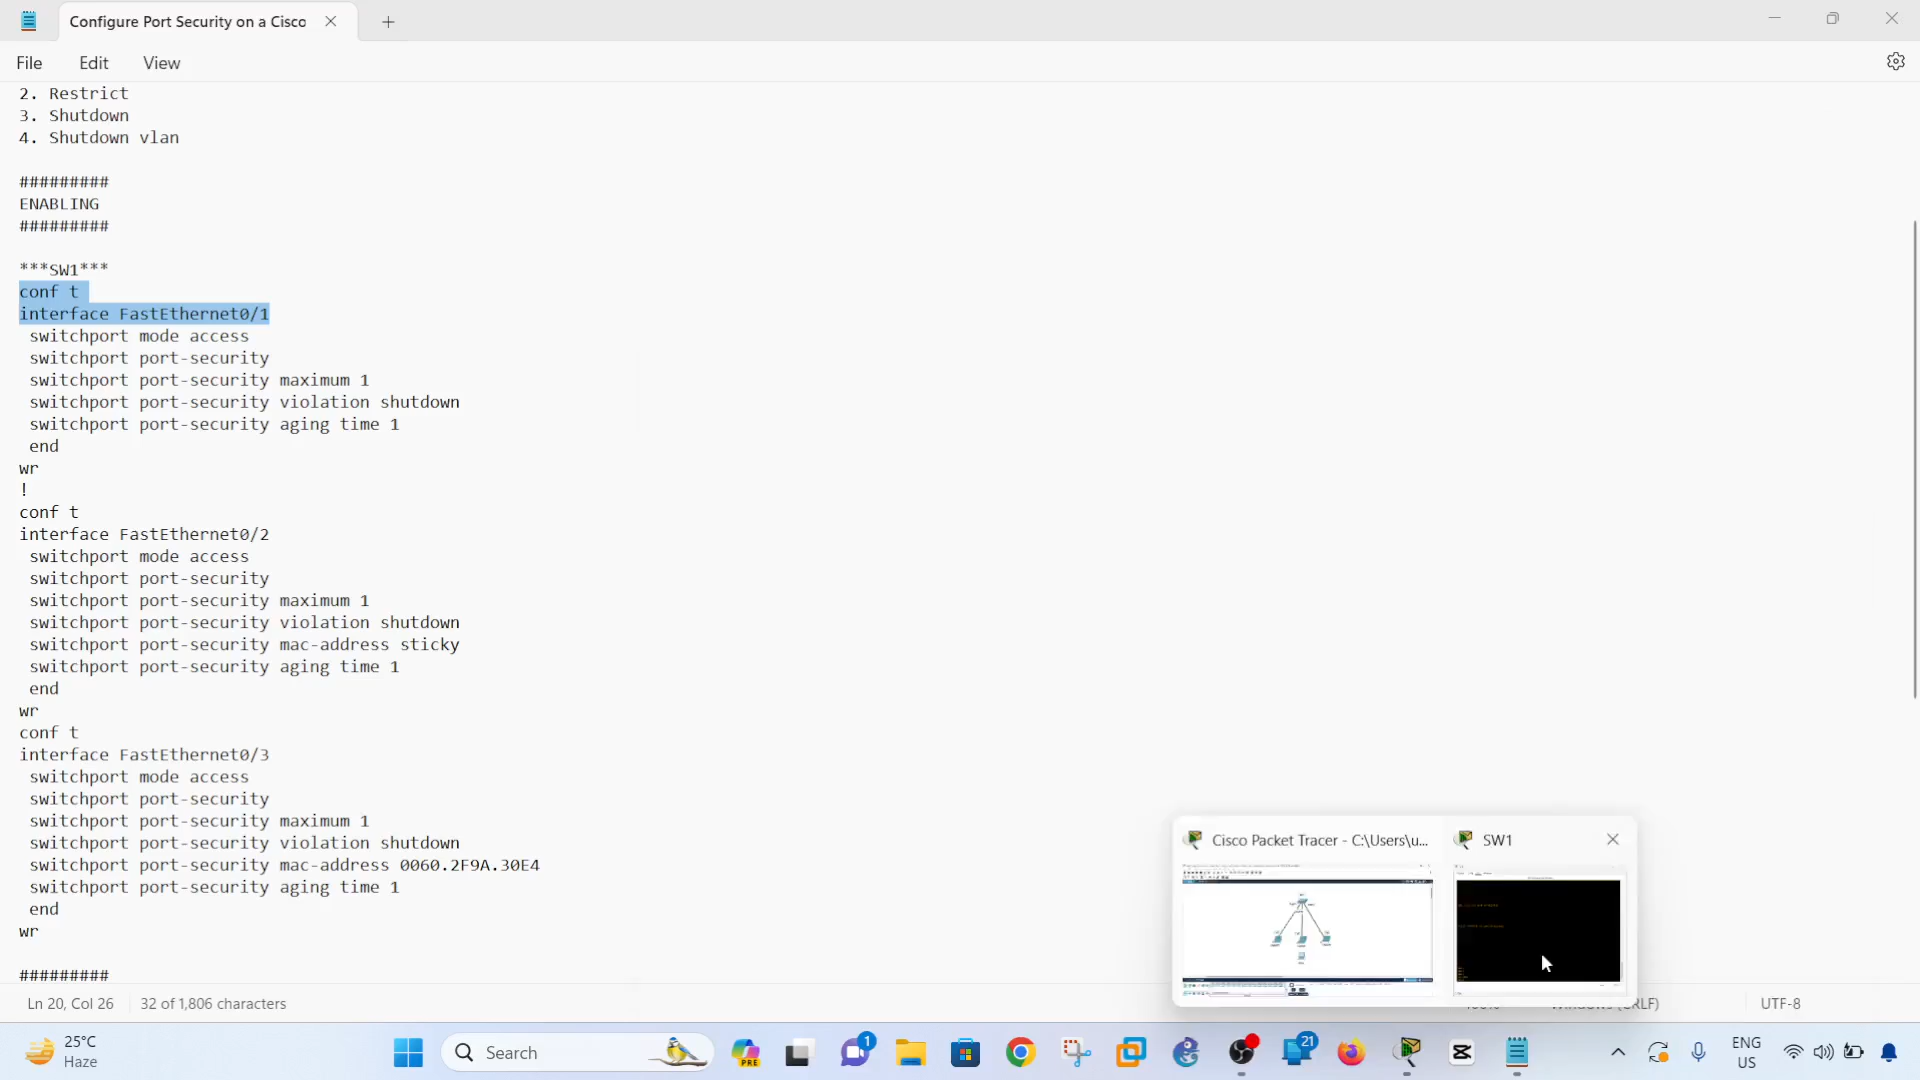 Configure Port Security on a Cisco
File Edit View
2. Restrict
3. Shutdown
4. Shutdown vlan
#########
ENABLING
#########
***SW1***
conf t
interface FastEthernet0/1
switchport mode access
switchport port-security
switchport port-security maximum 1
switchport port-security violation shutdown
switchport port-security aging time 1
end
wr
!
conf t
interface FastEthernet0/2
switchport mode access
switchport port-security
switchport port-security maximum 1
switchport port-security violation shutdown
switchport port-security mac-address sticky
switchport port-security aging time 1
end
wr
conf t
interface FastEthernet0/3
switchport mode access
switchport port-security
switchport port-security maximum 1
switchport port-security violation shutdown
switchport port-security mac-address 0060.2F9A.30E4
switchport port-security aging time 1
end
wr
#########
Cisco Packet Tracer - C:\Users\u... SW1
Ln 20, Col 26 32 of 1,806 characters UTF-8
25°C
Haze
Search
PRE
1
21
ENG
US